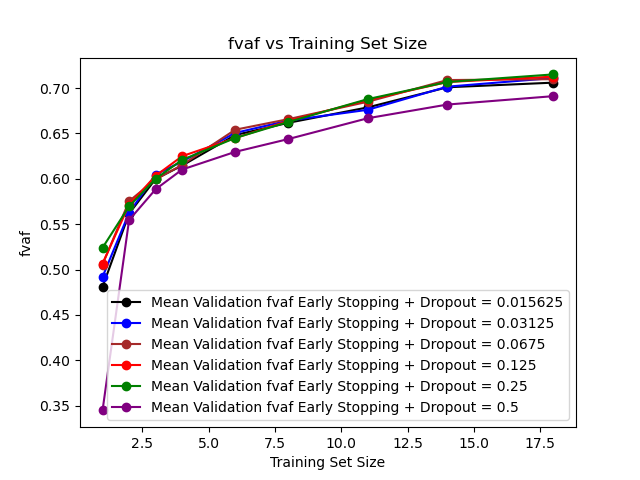 fvaf vs Training Set Size
fvaf
0.70
0.65
0.60
0.55
0.50
0.45
0.40
0.35
Mean Validation fvaf Early Stopping + Dropout = 0.015625
Mean Validation fvaf Early Stopping + Dropout = 0.03125
Mean Validation fvaf Early Stopping + Dropout = 0.0675
Mean Validation fvaf Early Stopping + Dropout = 0.125
Mean Validation fvaf Early Stopping + Dropout = 0.25
Mean Validation fvaf Early Stopping + Dropout = 0.5
2.5 5.0 7.5 10.0 12.5 15.0 17.5
Training Set Size